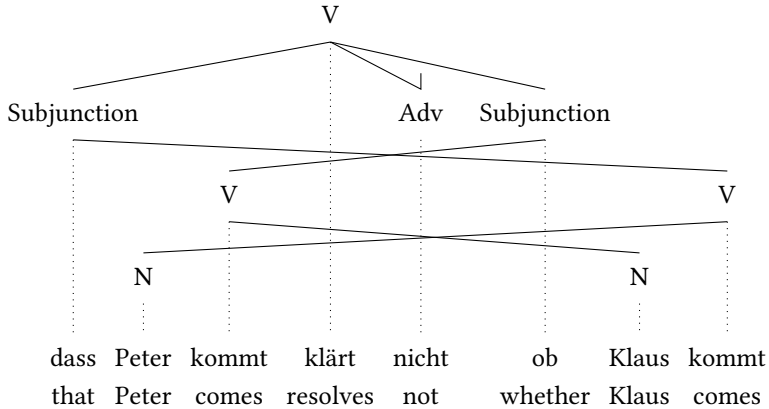 V
Subjunction Adv Subjunction
V V
N N
dass Peter kommt klärt nicht ob Klaus kommt
that Peter comes resolves not whether Klaus comes